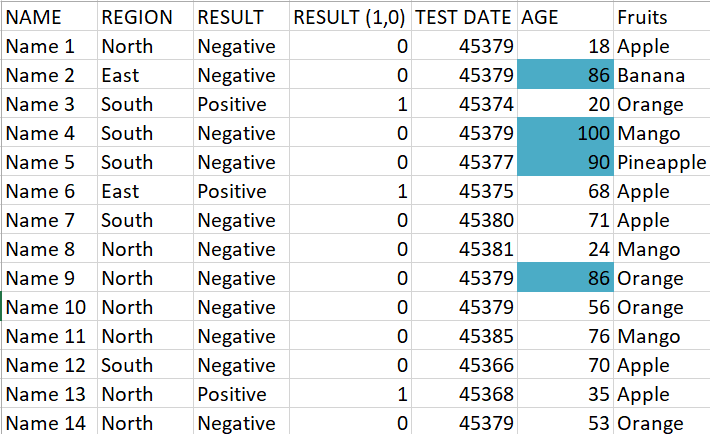 NAME REGION RESULT RESULT (1,0) TEST DATE AGE Fruits
Name 1 North Negative 0 45379 18 Apple
Name 2 East Negative 0 45379 86 Banana
Name 3 South Positive 1 45374 20 Orange
Name 4 South Negative 0 45379 100 Mango
Name 5 South Negative 0 45377 90 Pineapple
Name 6 East Positive 1 45375 68 Apple
Name 7 South Negative 0 45380 71 Apple
Name 8 North Negative 0 45381 24 Mango
Name 9 North Negative 0 45379 86 Orange
Name 10 North Negative 0 45379 56 Orange
Name 11 North Negative 0 45385 76 Mango
Name 12 South Negative 0 45366 70 Apple
Name 13 North Positive 1 45368 35 Apple
Name 14 North Negative 0 45379 53 Orange